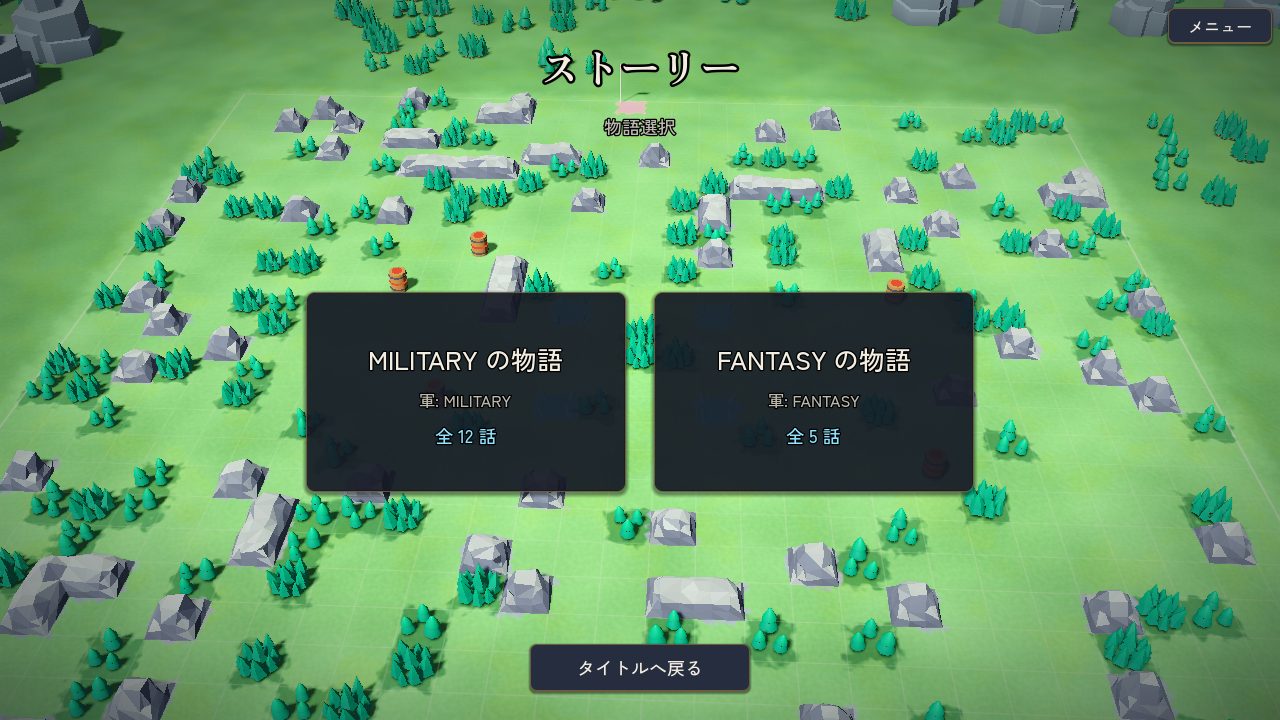 メニュー
ストーリー
物語選択
MILITARY の物語
軍: MILITARY
全 12 話
FANTASY の物語
軍: FANTASY
全 5 話
タイトルへ戻る